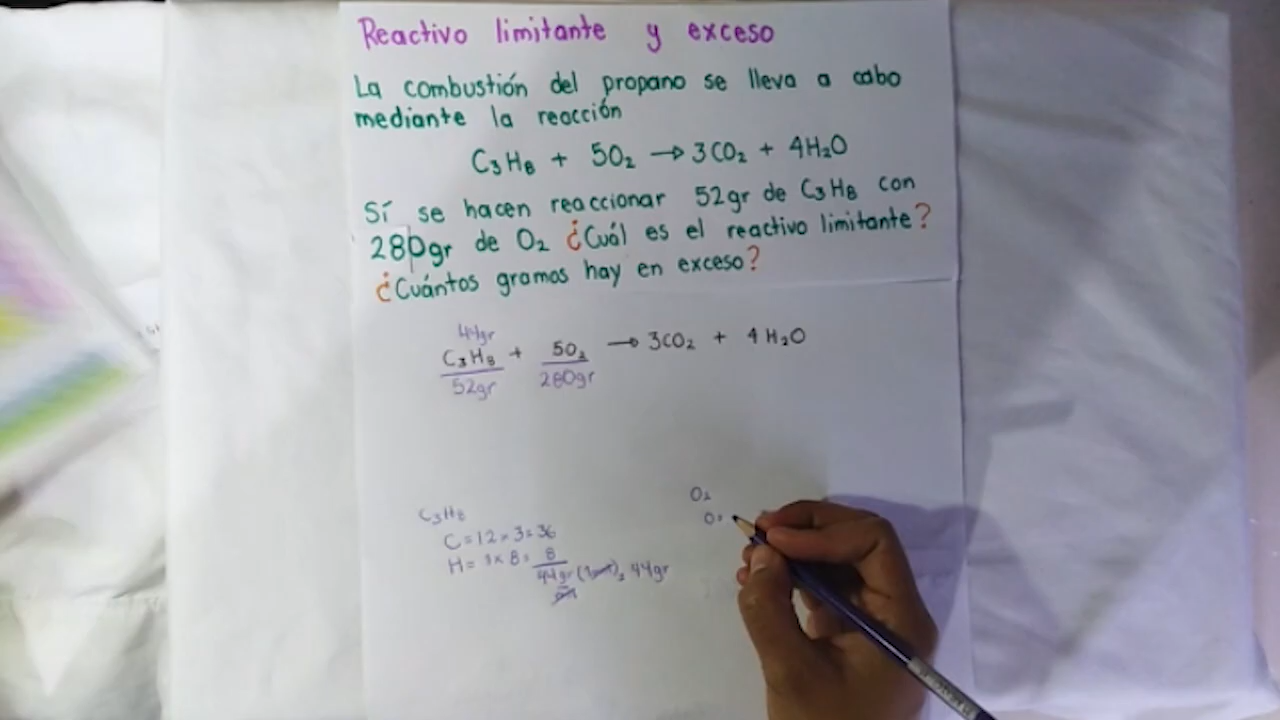 Reactivo limitante y exceso
La combustión del propano se lleva a cabo
mediante la reacción
C₃H₈ + 5O₂ → 3CO₂ + 4H₂O
Sí se hacen reaccionar 52gr de C₃H₈ con
280gr de O₂ ¿Cuál es el reactivo limitante?
¿Cuántos gramos hay en exceso?
44gr
C₃H₈ + 5O₂ → 3CO₂ + 4H₂O
52gr 280gr
C₃H₈
C=12×3=36
H= 1×8= 8
44gr (1mol) = 44gr
mol
O₂
O=